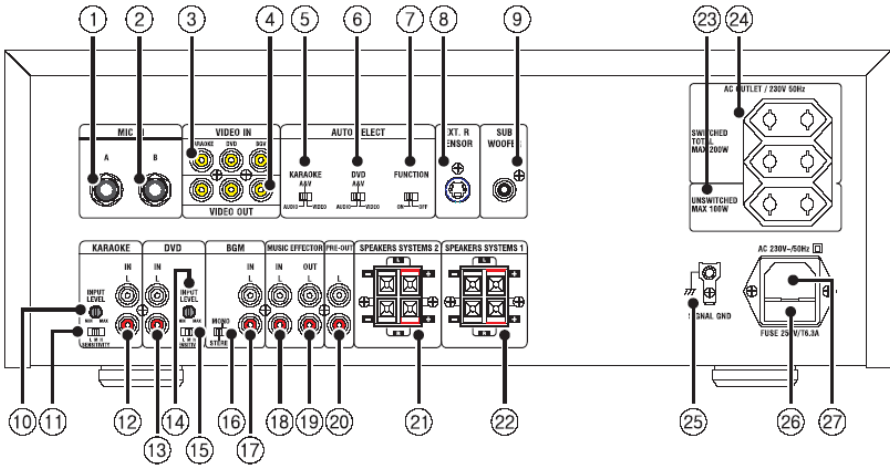 1 2 3 4 5 6 7 8 9 23 24
AC OUTLET / 230V 50Hz
VIDEO IN
AUTO SELECT
EXT. R
SUB
A B
KARAOKE DVD BGM
SENSOR
WOOFER
SWITCHED
TOTAL
MAX 200W
KARAOKE
A&V
DVD
A&V
FUNCTION
AUDIO VIDEO
AUDIO VIDEO
ON OFF
UNSWITCHED
MAX 100W
VIDEO OUT
KARAOKE
DVD
BGM
MUSIC EFFECTOR
PRE-OUT
SPEAKERS SYSTEMS 2
SPEAKERS SYSTEMS 1
AC 230V~/50Hz
IN IN IN IN OUT
L L L L L L
INPUT
LEVEL
INPUT
LEVEL
MIN MAX
MIN MAX
MONO
STEREO
L M H
SENSITIVITY
L M H
SIGNAL GND
FUSE 250V/T6.3A
10 11 12 13 14 15 16 17 18 19 20 21 22 25 26 27